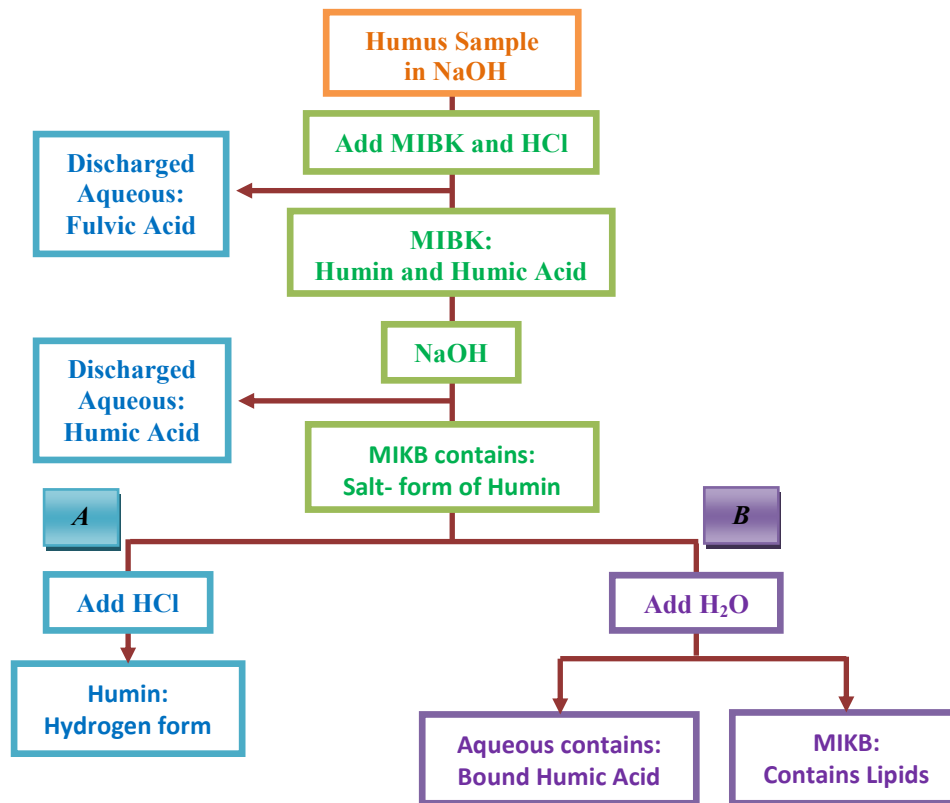 Humus Sample
in NaOH
Add MIBK and HCl
Discharged
Aqueous:
Fulvic Acid
MIBK:
Humin and Humic Acid
NaOH
Discharged
Aqueous:
Humic Acid
MIKB contains:
Salt- form of Humin
A
B
Add HCl
Add H₂O
Humin:
Hydrogen form
Aqueous contains:
Bound Humic Acid
MIKB:
Contains Lipids